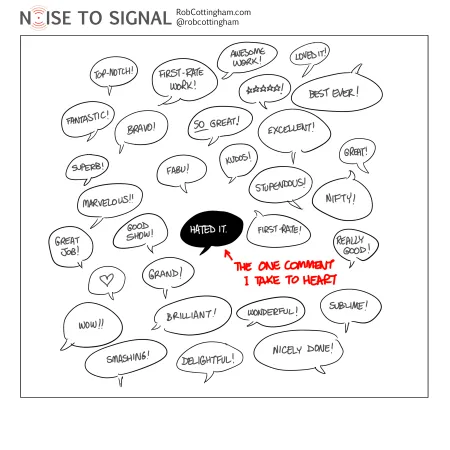 NOISE TO SIGNAL
RobCottingham.com
@robcottingham
AWESOME
WORK!
LOVED IT!
TOP-NOTCH!
FIRST-RATE
WORK!
☆☆☆☆☆!
BEST EVER!
FANTASTIC!
BRAVO!
SO GREAT!
EXCELLENT!
GREAT!
SUPERB!
FABU!
KUDOS!
STUPENDOUS!
NIFTY!
MARVELOUS!!
GREAT
JOB!
GOOD
SHOW!
HATED IT.
FIRST-RATE!
REALLY
GOOD!
THE ONE COMMENT
I TAKE TO HEART
GRAND!
WOW!!
BRILLIANT!
WONDERFUL!
SUBLIME!
SMASHING!
DELIGHTFUL!
NICELY DONE!